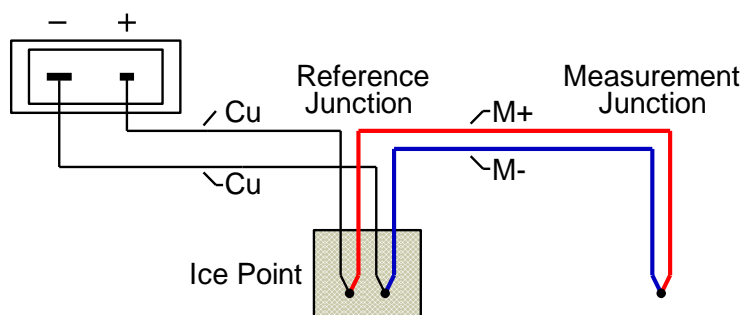 − +
Reference
Junction
Measurement
Junction
Cu
M+
Cu
M-
Ice Point